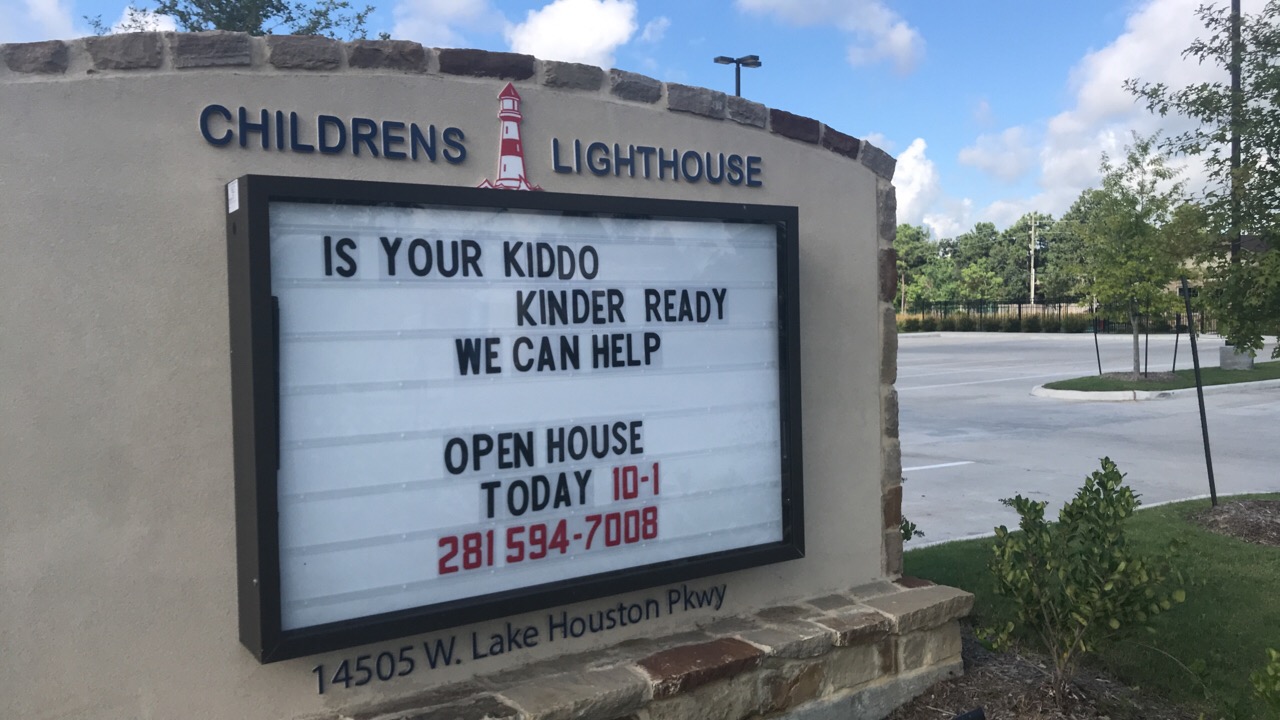 CHILDRENS LIGHTHOUSE
IS YOUR KIDDO
KINDER READY
WE CAN HELP
OPEN HOUSE
TODAY 10-1
281 594-7008
14505 W. Lake Houston Pkwy